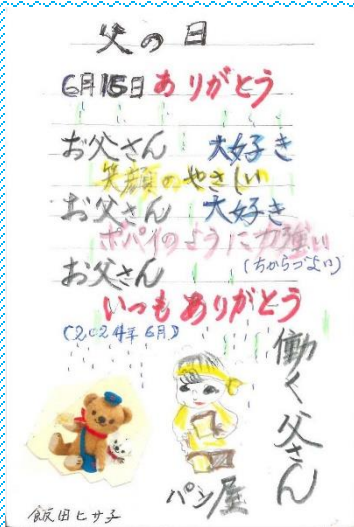 父の日
6月15日ありがとう
お父さん 大好き
笑顔のやさしい
お父さん 大好き
ポパイのように力強い
(ちからづよい)
お父さん
いつもありがとう
(2024年6月)
働く父さん
パン屋
飯田ヒサ子